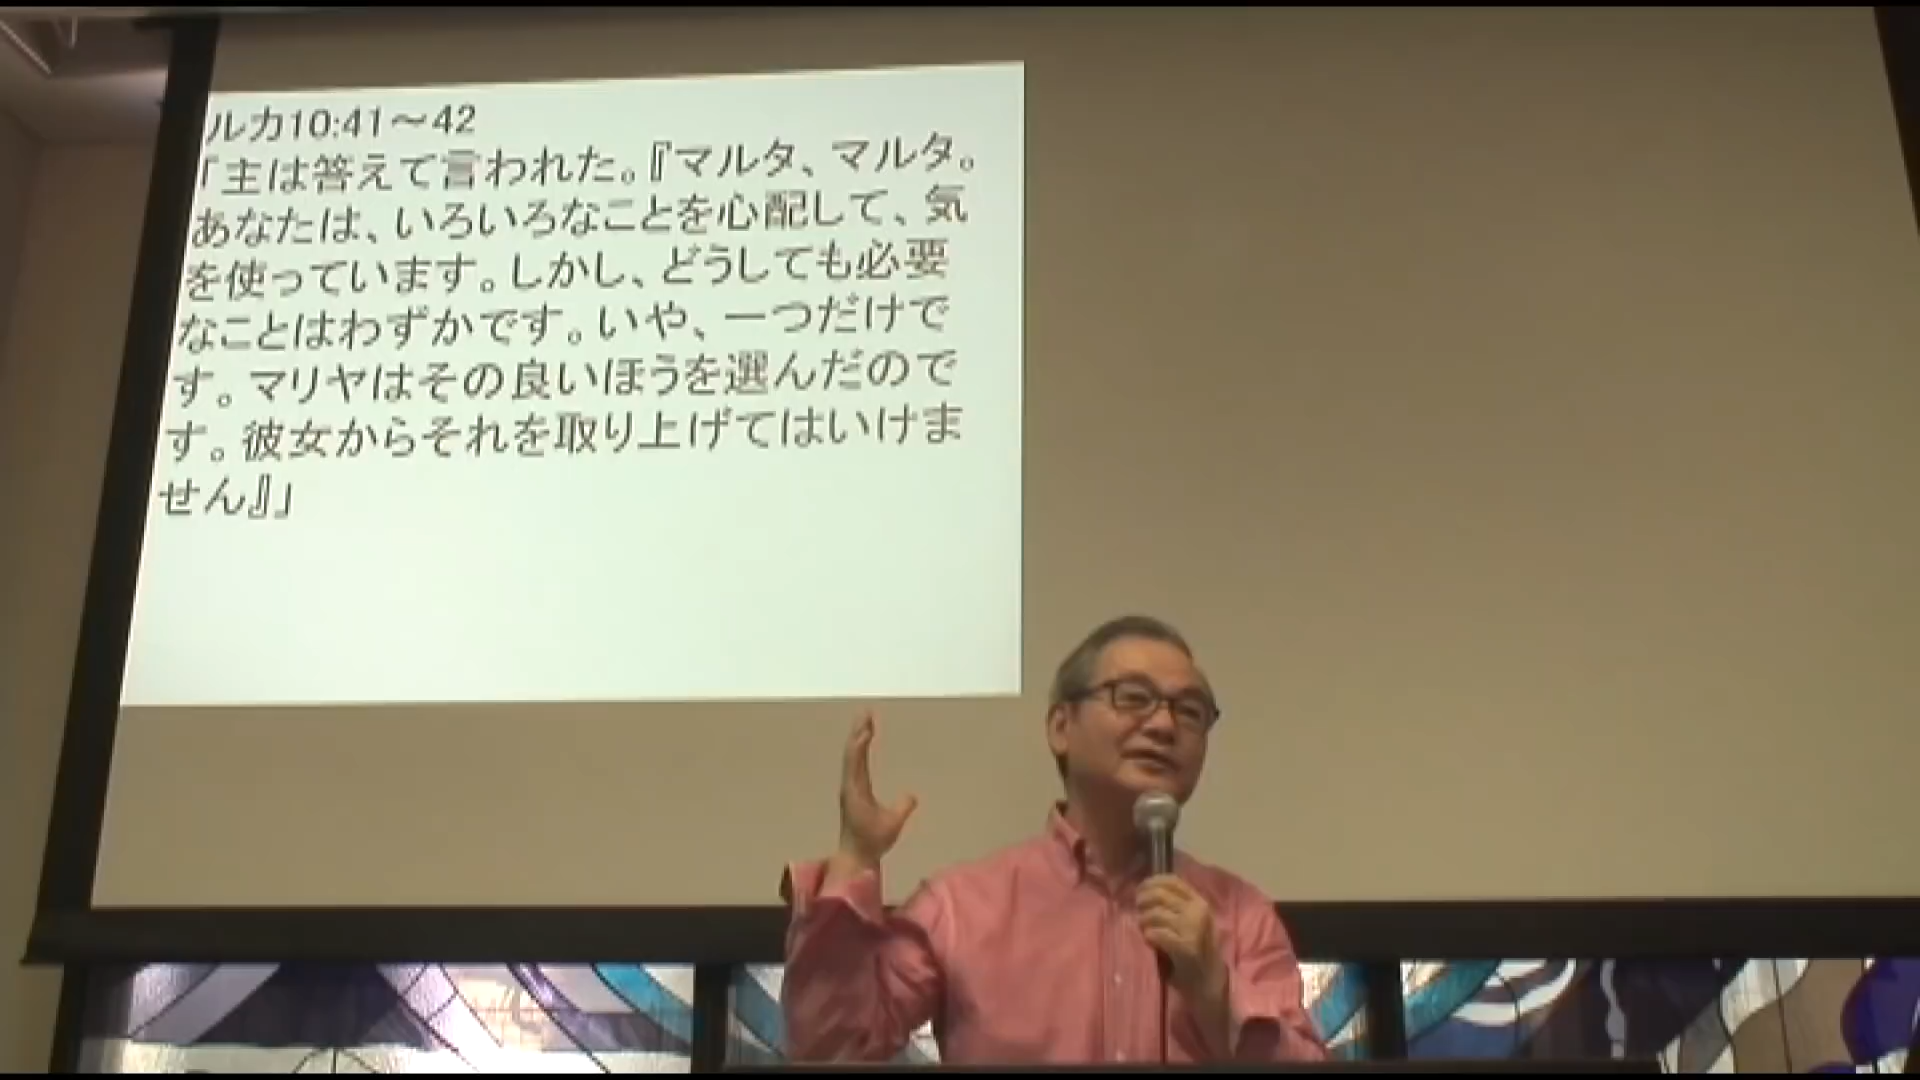 ルカ10:41～42
「主は答えて言われた。『マルタ、マルタ。
あなたは、いろいろなことを心配して、気
を使っています。しかし、どうしても必要
なことはわずかです。いや、一つだけで
す。マリヤはその良いほうを選んだので
す。彼女からそれを取り上げてはいけま
せん』」